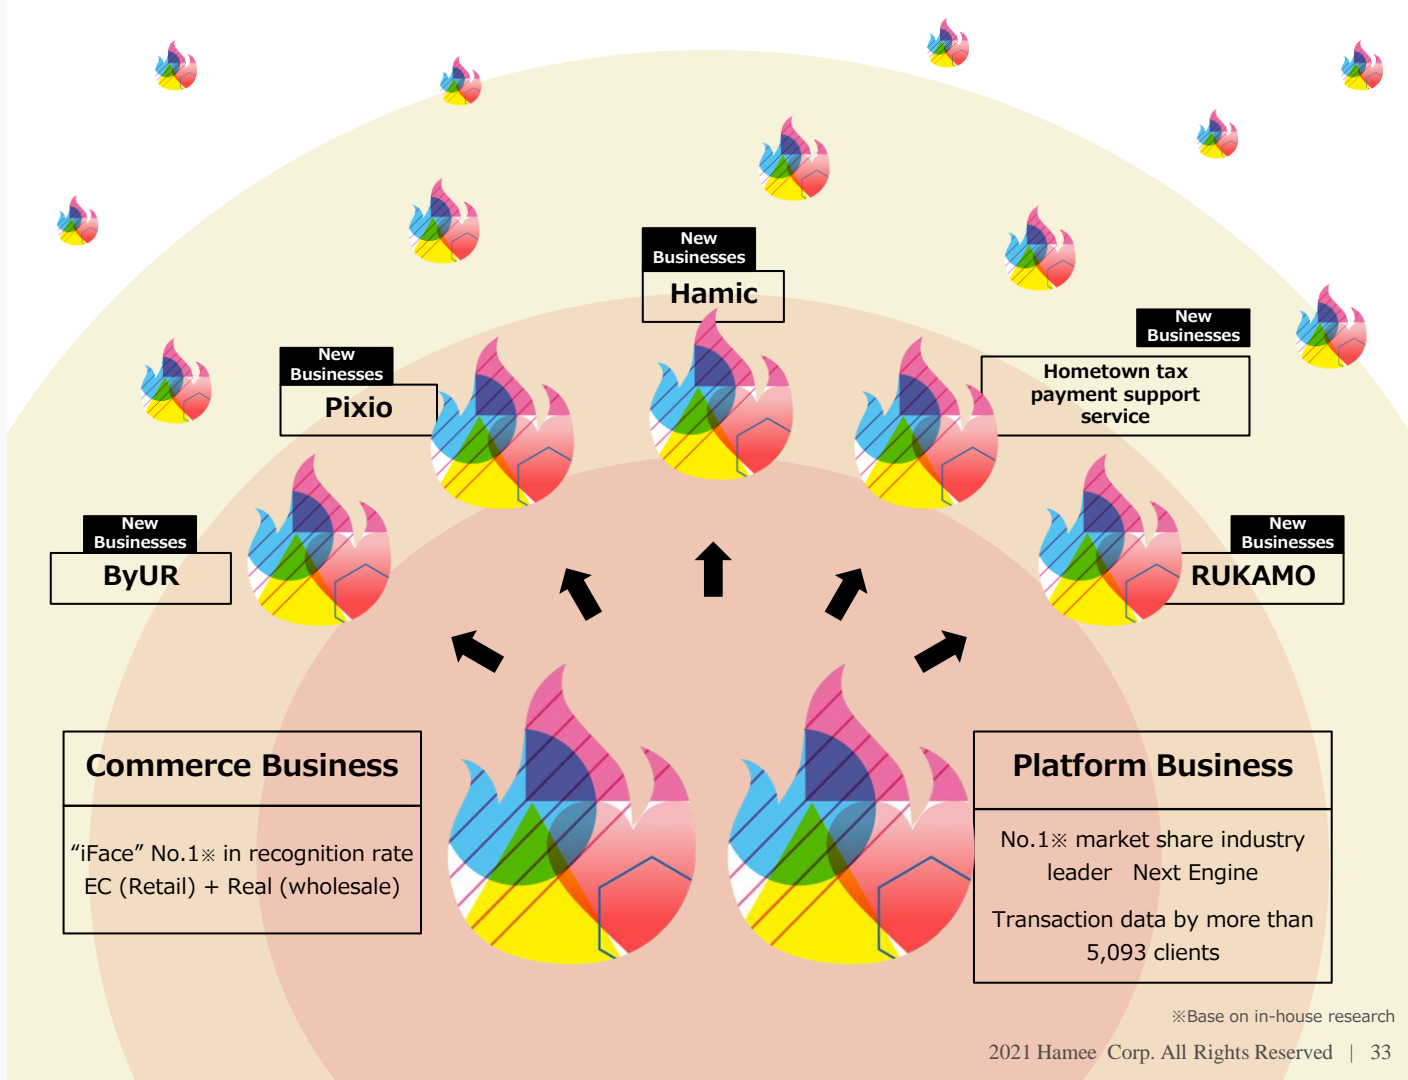 New
Businesses
Hamic
New
Businesses
Hometown tax
payment support
service
New
Businesses
Pixio
New
Businesses
ByUR
New
Businesses
RUKAMO
Commerce Business
“iFace” No.1※ in recognition rate
EC (Retail) + Real (wholesale)
Platform Business
No.1※ market share industry
leader Next Engine
Transaction data by more than
5,093 clients
※Base on in-house research
2021 Hamee Corp. All Rights Reserved | 33